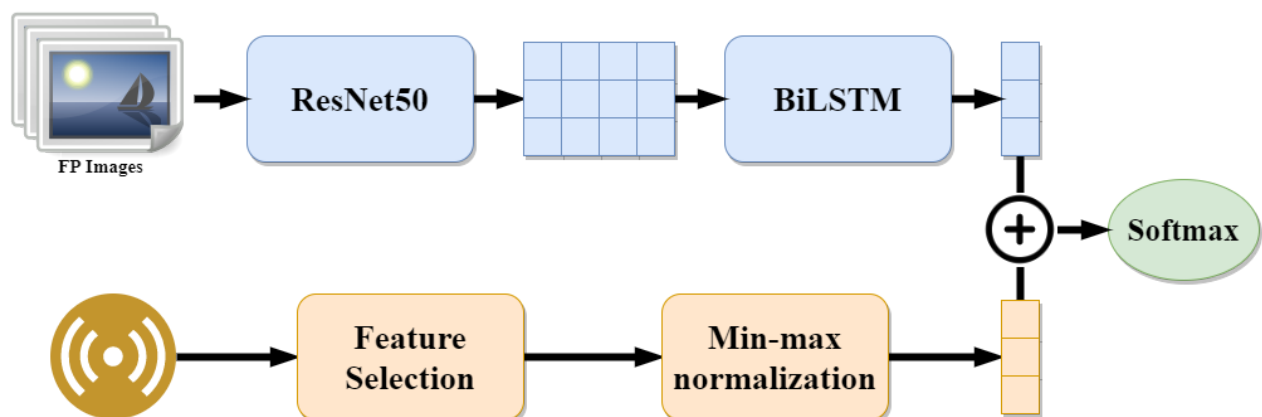 ResNet50
BiLSTM
FP Images
Softmax
Feature
Selection
Min-max
normalization